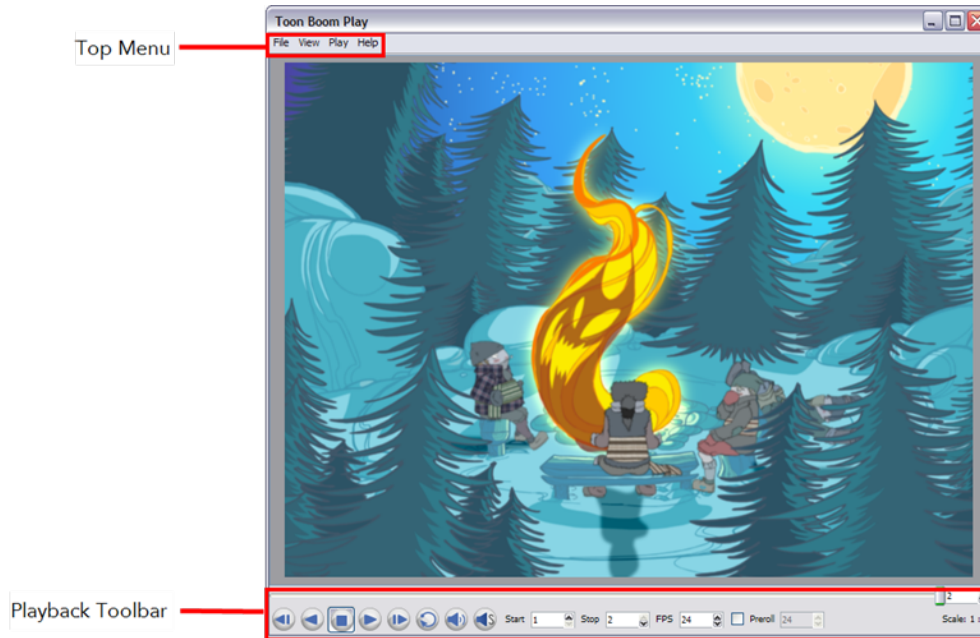 Toon Boom Play
Top Menu
File View Play Help
2
Playback Toolbar
S
Start 1 Stop 2 FPS 24 Preroll 24 Scale: 1